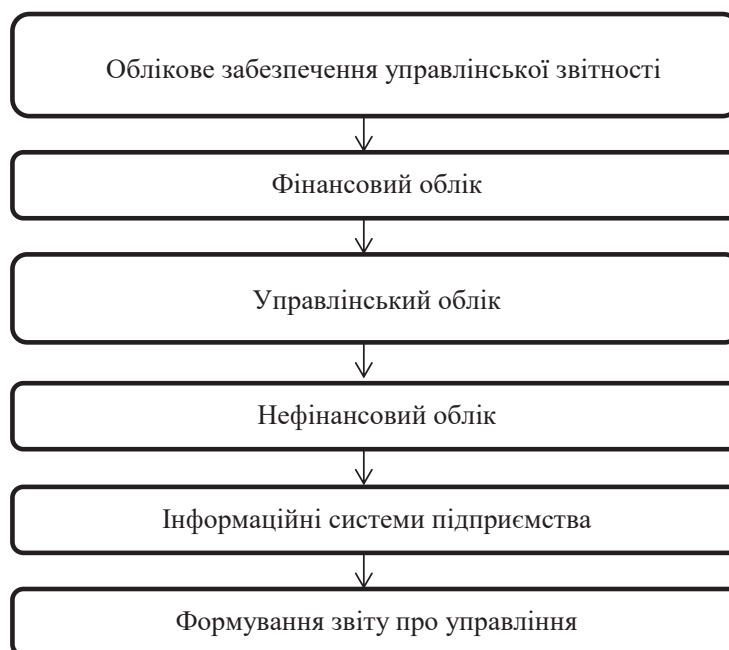 Облікове забезпечення управлінської звітності
Фінансовий облік
Управлінський облік
Нефінансовий облік
Інформаційні системи підприємства
Формування звіту про управління